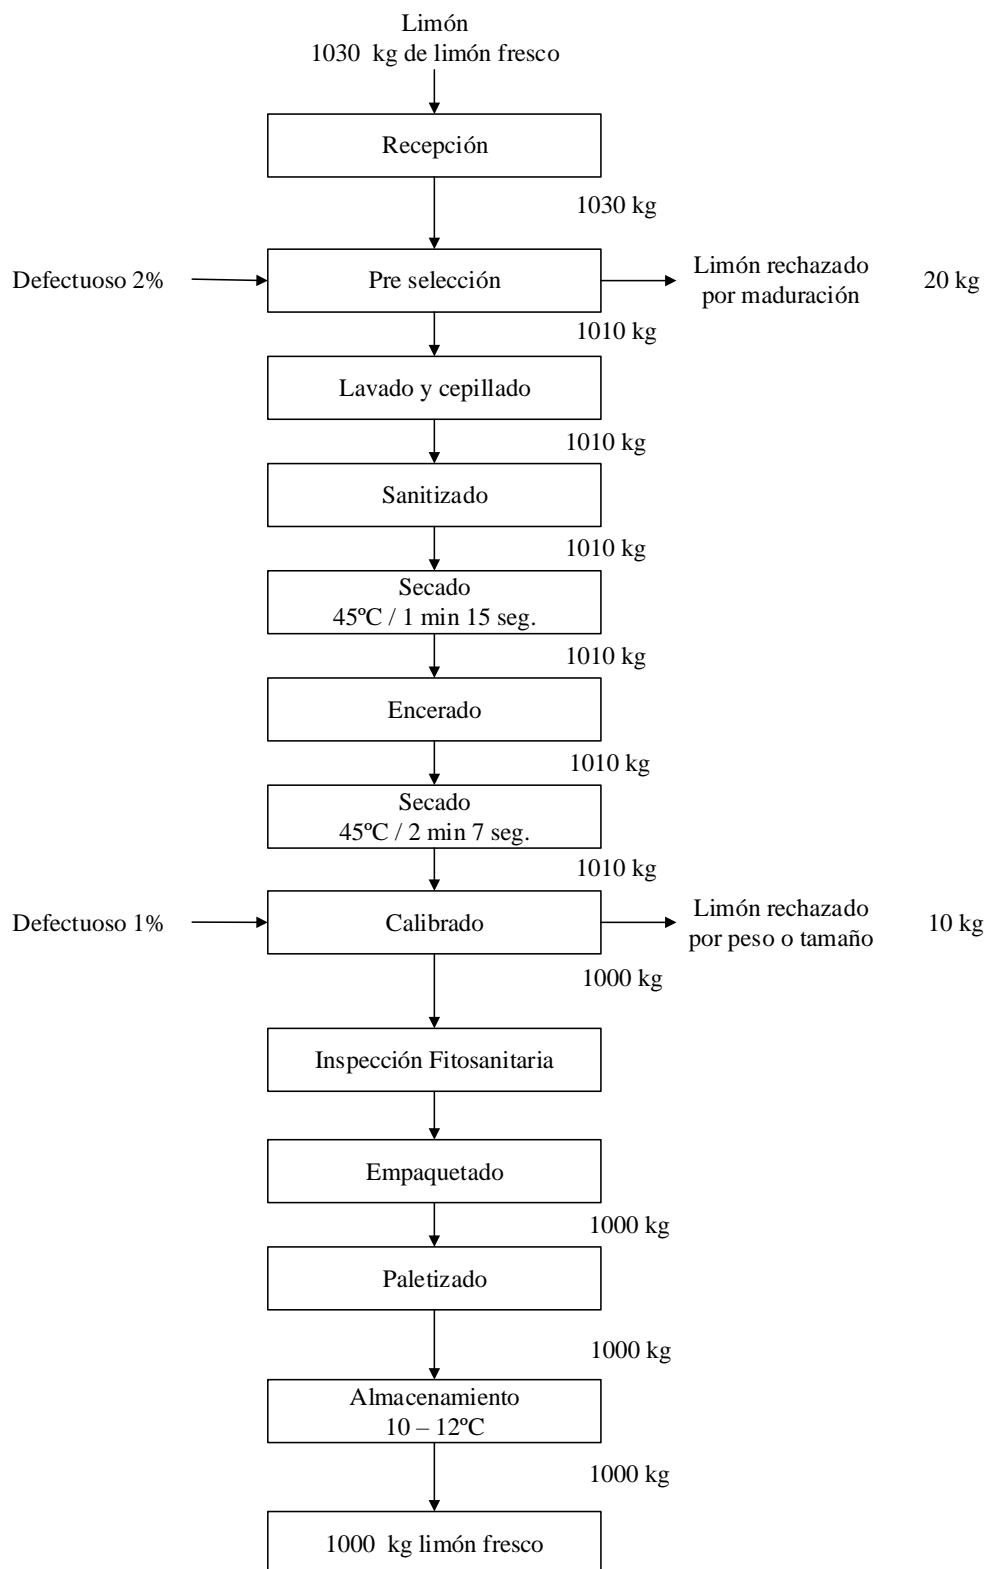 Limón
1030 kg de limón fresco
Recepción
1030 kg
Defectuoso 2%
Pre selección
Limón rechazado
por maduración
20 kg
1010 kg
Lavado y cepillado
1010 kg
Sanitizado
1010 kg
Secado
45ºC / 1 min 15 seg.
1010 kg
Encerado
1010 kg
Secado
45ºC / 2 min 7 seg.
1010 kg
Defectuoso 1%
Calibrado
Limón rechazado
por peso o tamaño
10 kg
1000 kg
Inspección Fitosanitaria
Empaquetado
1000 kg
Paletizado
1000 kg
Almacenamiento
10 – 12ºC
1000 kg
1000 kg limón fresco